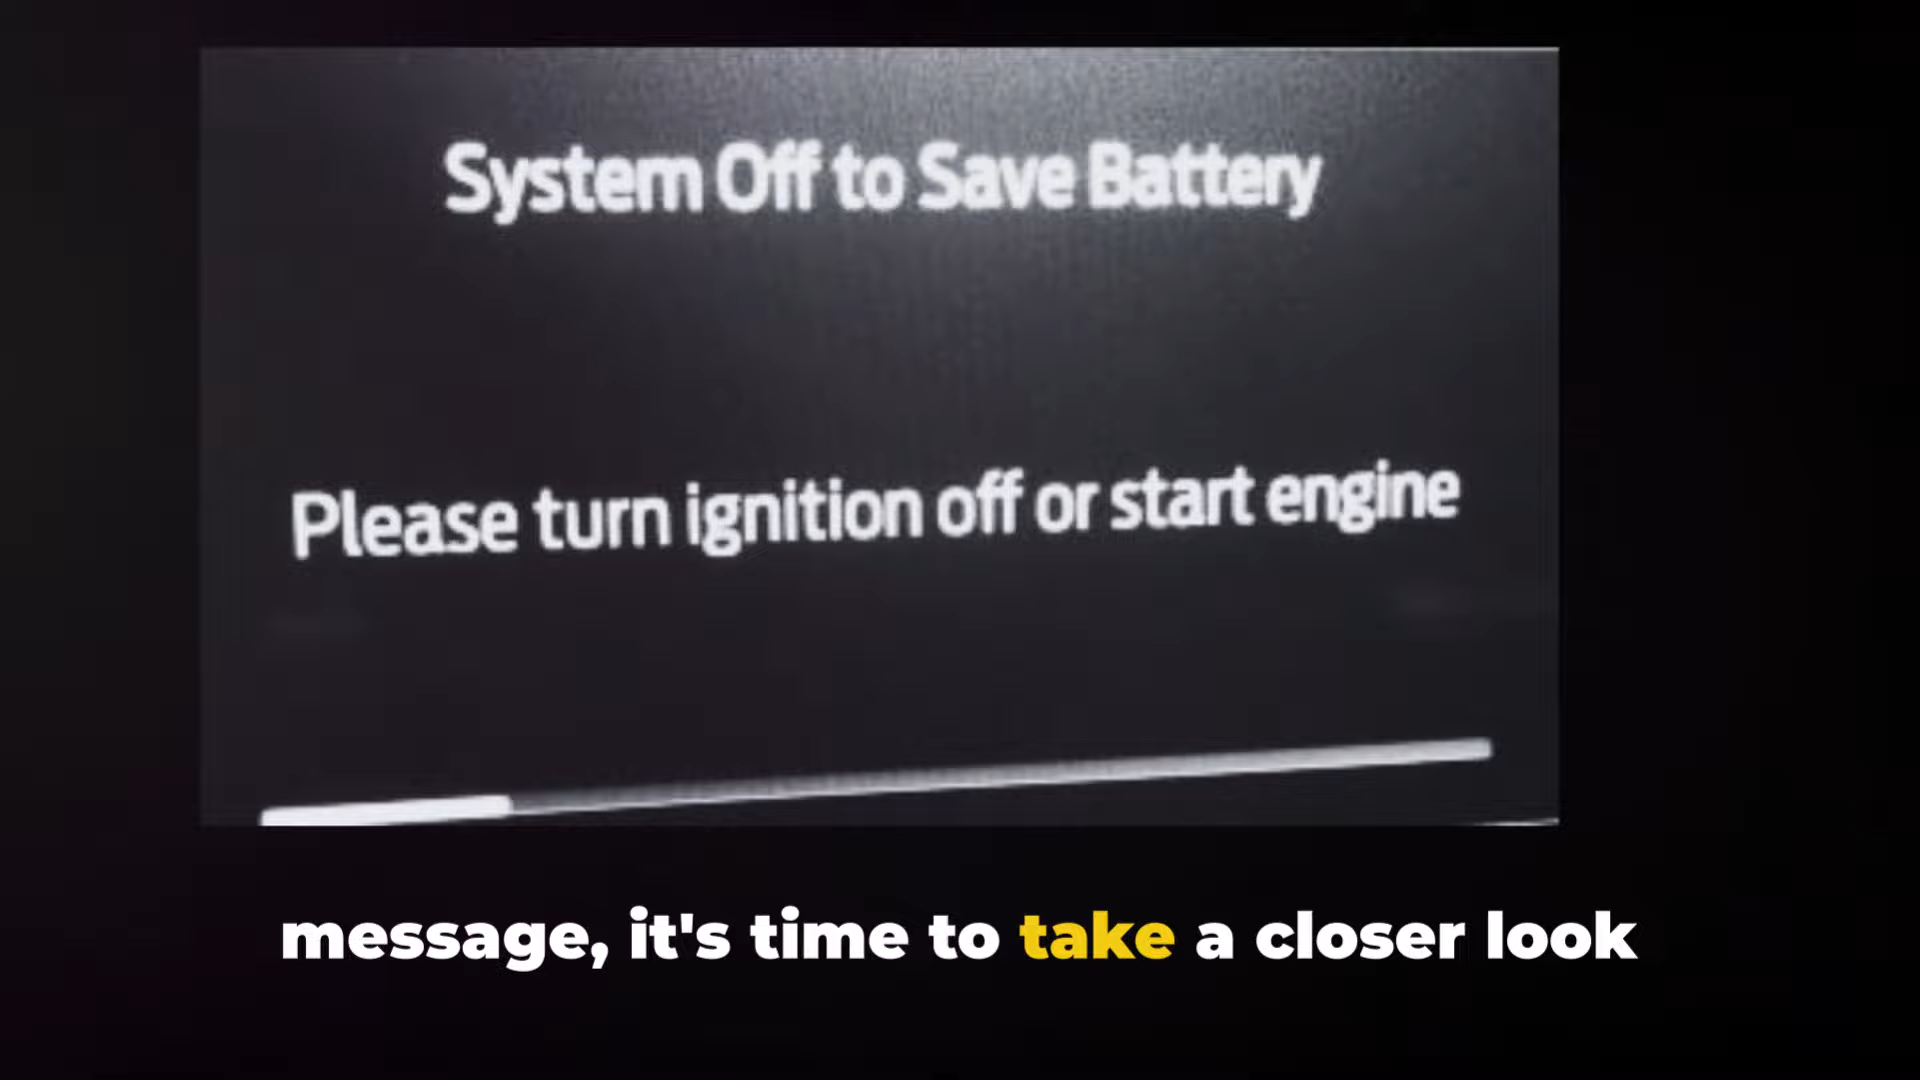 System Off to Save Battery
Please turn ignition off or start engine
message, it's time to take a closer look